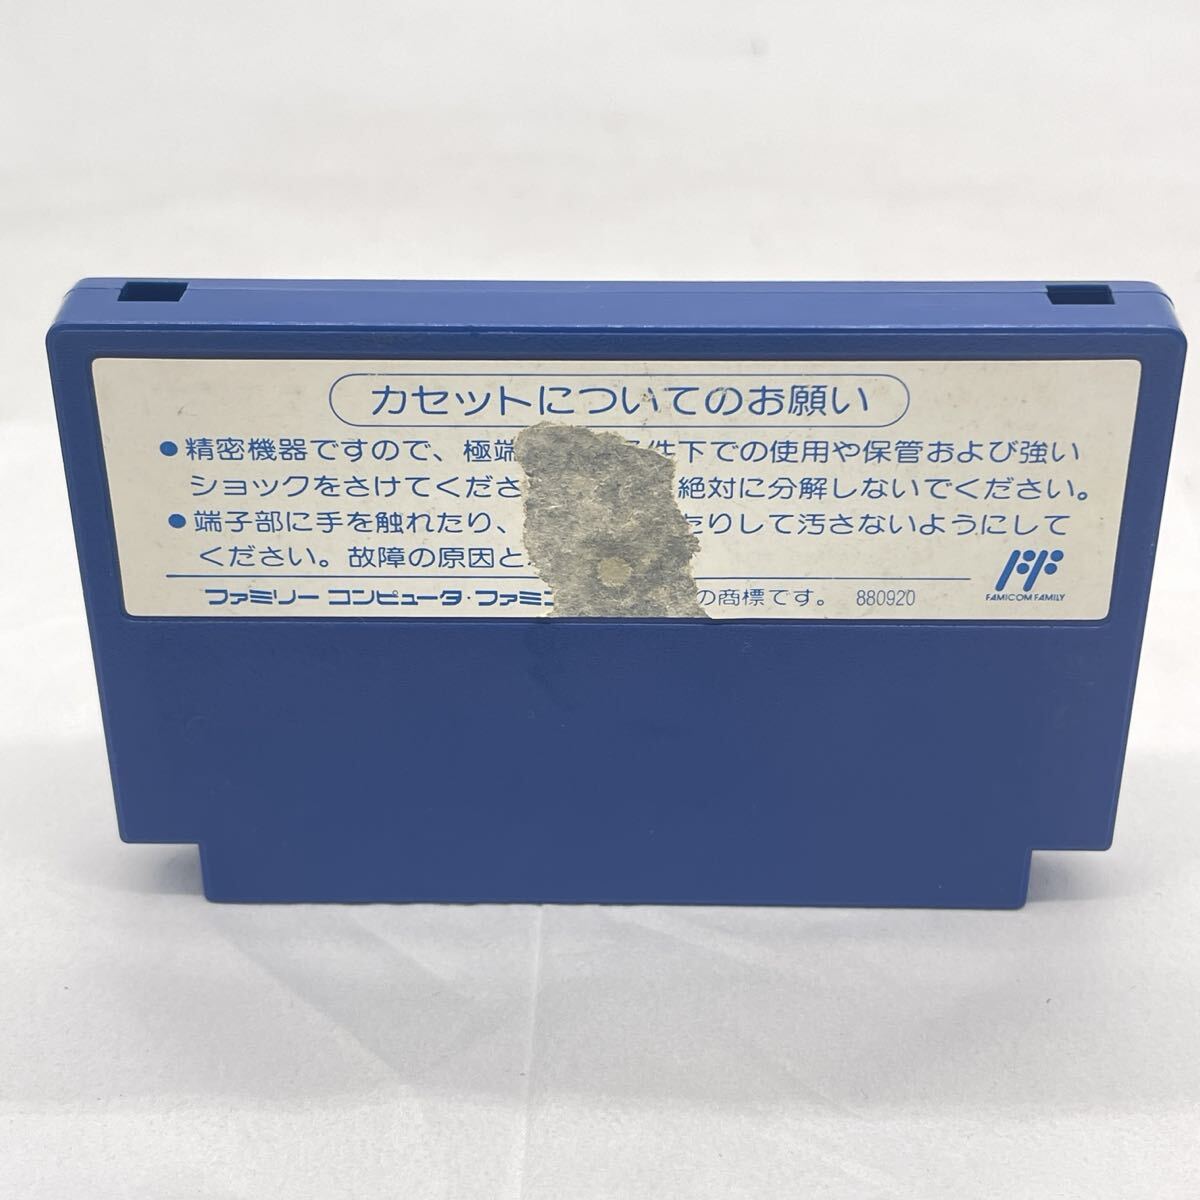 カセットについてのお願い
●精密機器ですので、極端 件下での使用や保管および強い
ショックをさけてくださ 絶対に分解しないでください。
●端子部に手を触れたり、 たりして汚さないようにして
ください。故障の原因と
ファミリー コンピュータ・ファミ の商標です。 880920
FAMICOM FAMILY